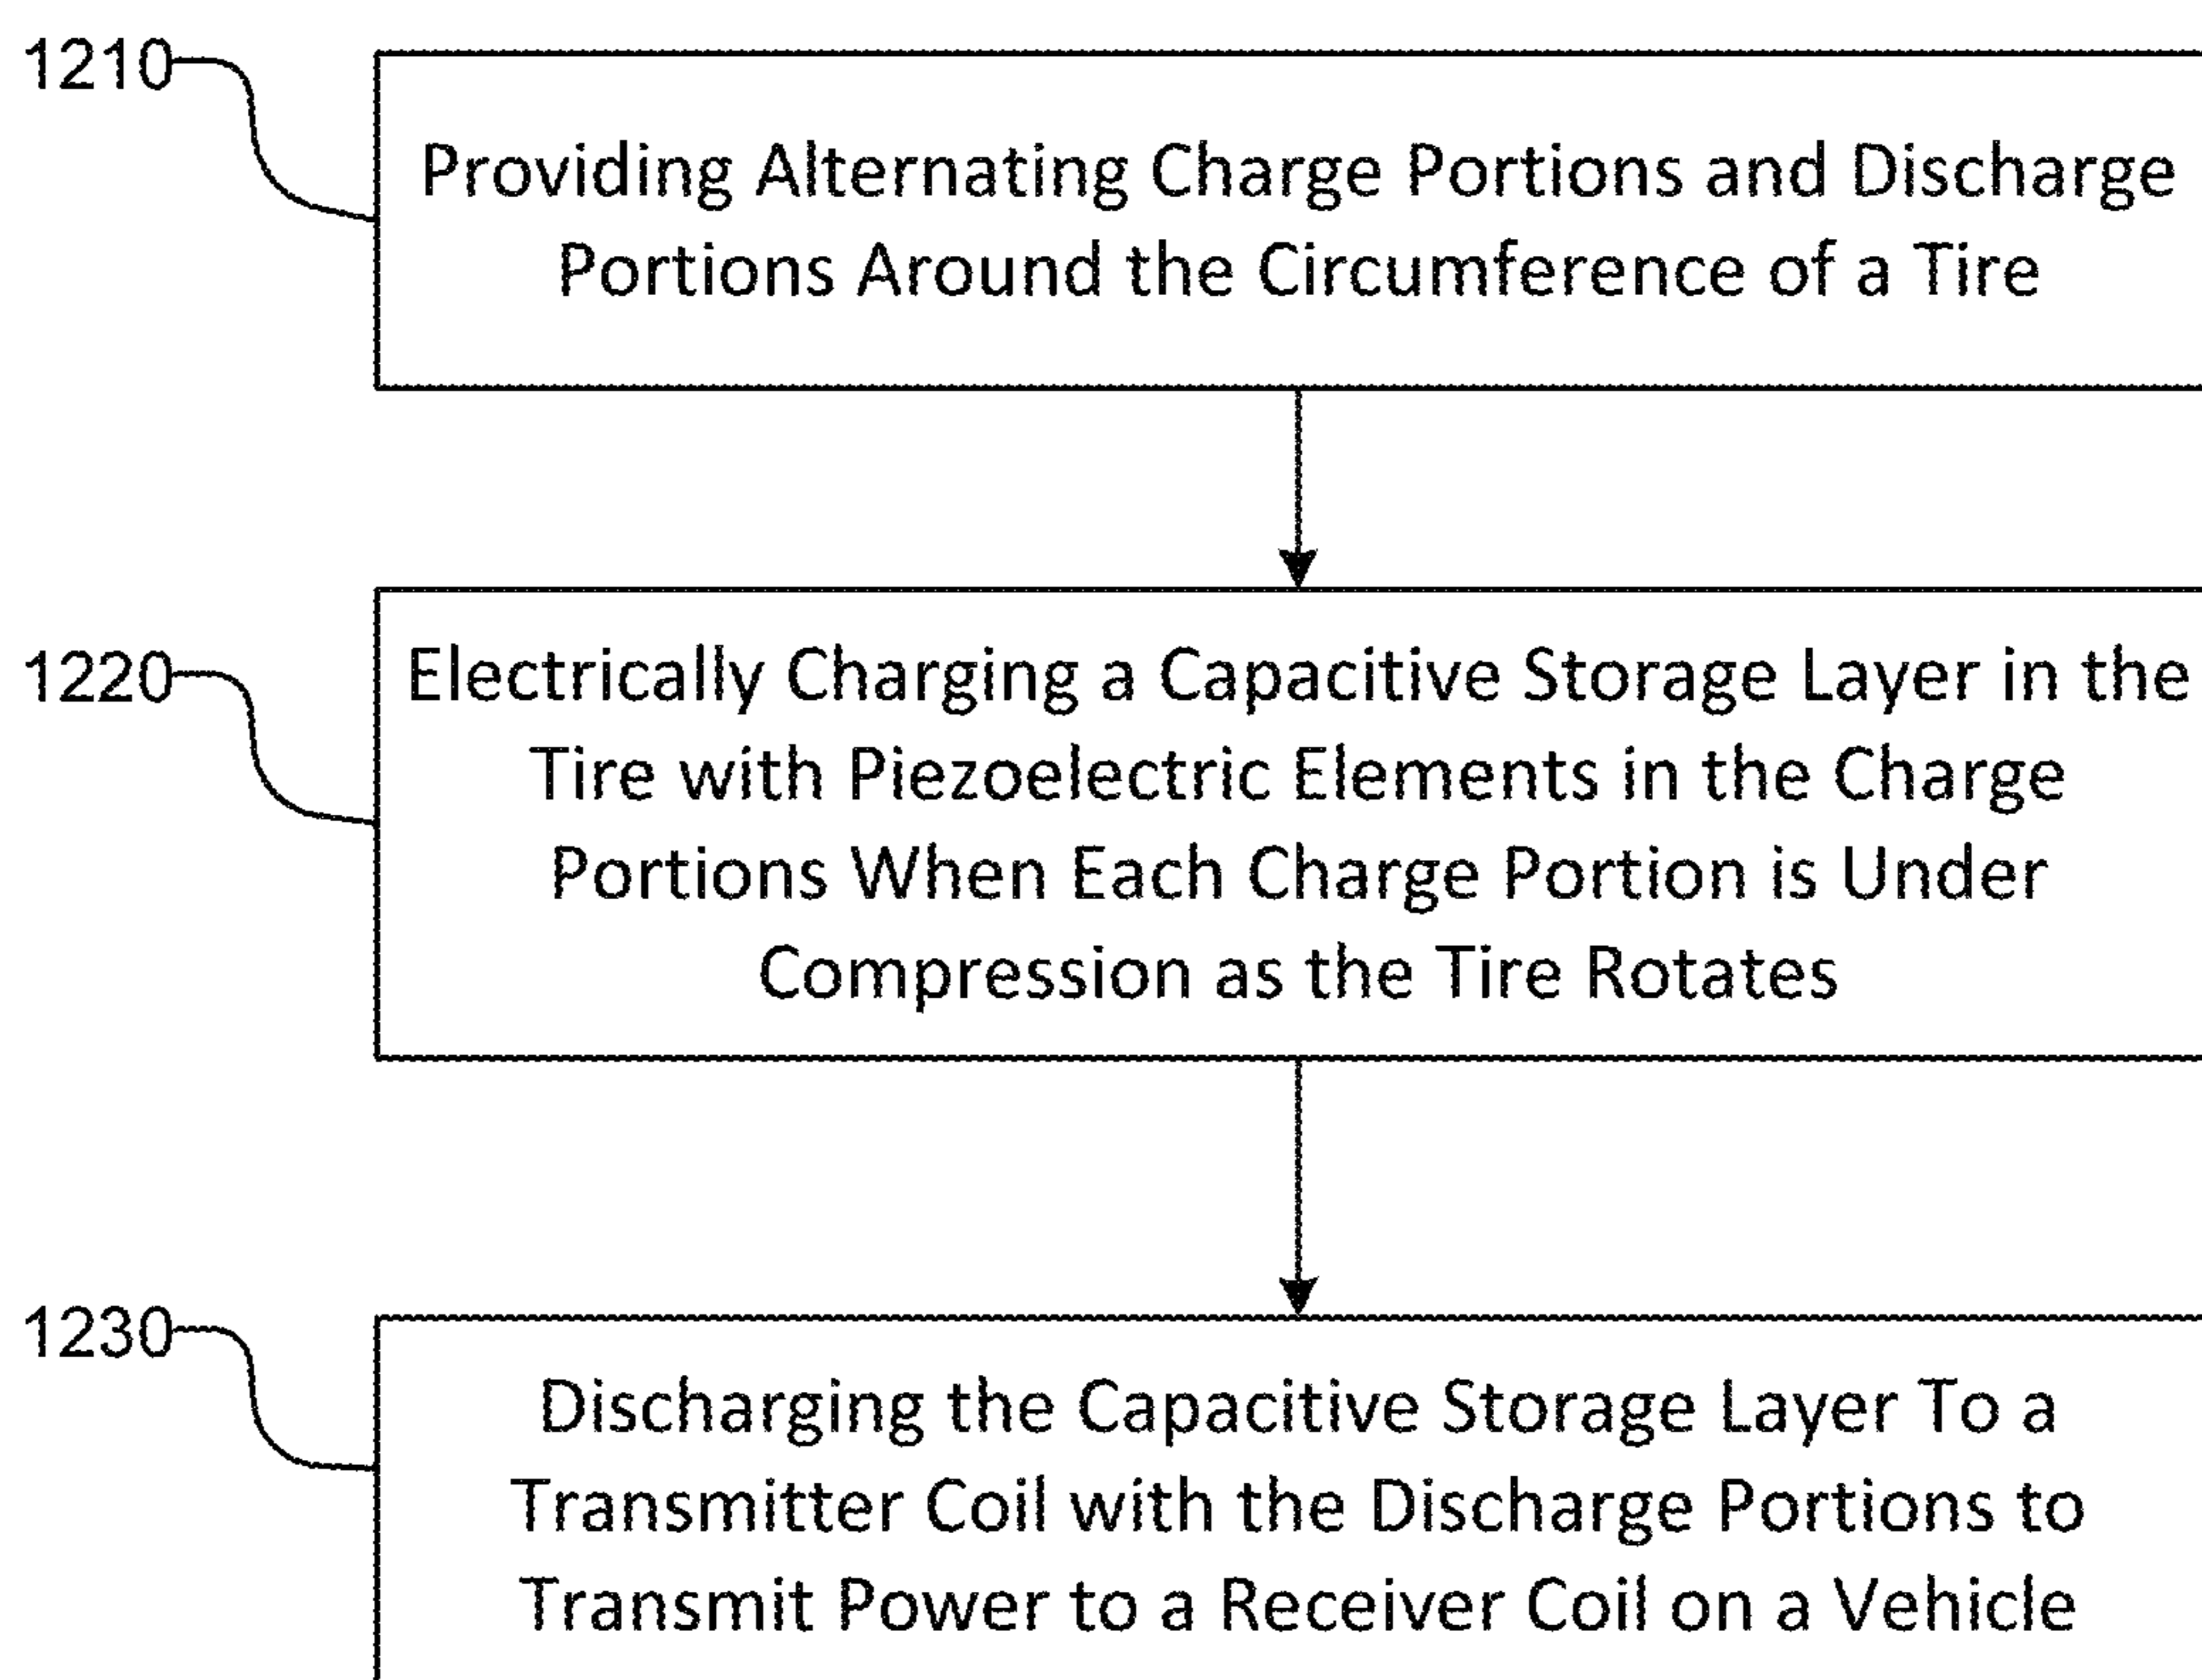 1210
Providing Alternating Charge Portions and Discharge
Portions Around the Circumference of a Tire
1220
Electrically Charging a Capacitive Storage Layer in the
Tire with Piezoelectric Elements in the Charge
Portions When Each Charge Portion is Under
Compression as the Tire Rotates
1230
Discharging the Capacitive Storage Layer To a
Transmitter Coil with the Discharge Portions to
Transmit Power to a Receiver Coil on a Vehicle